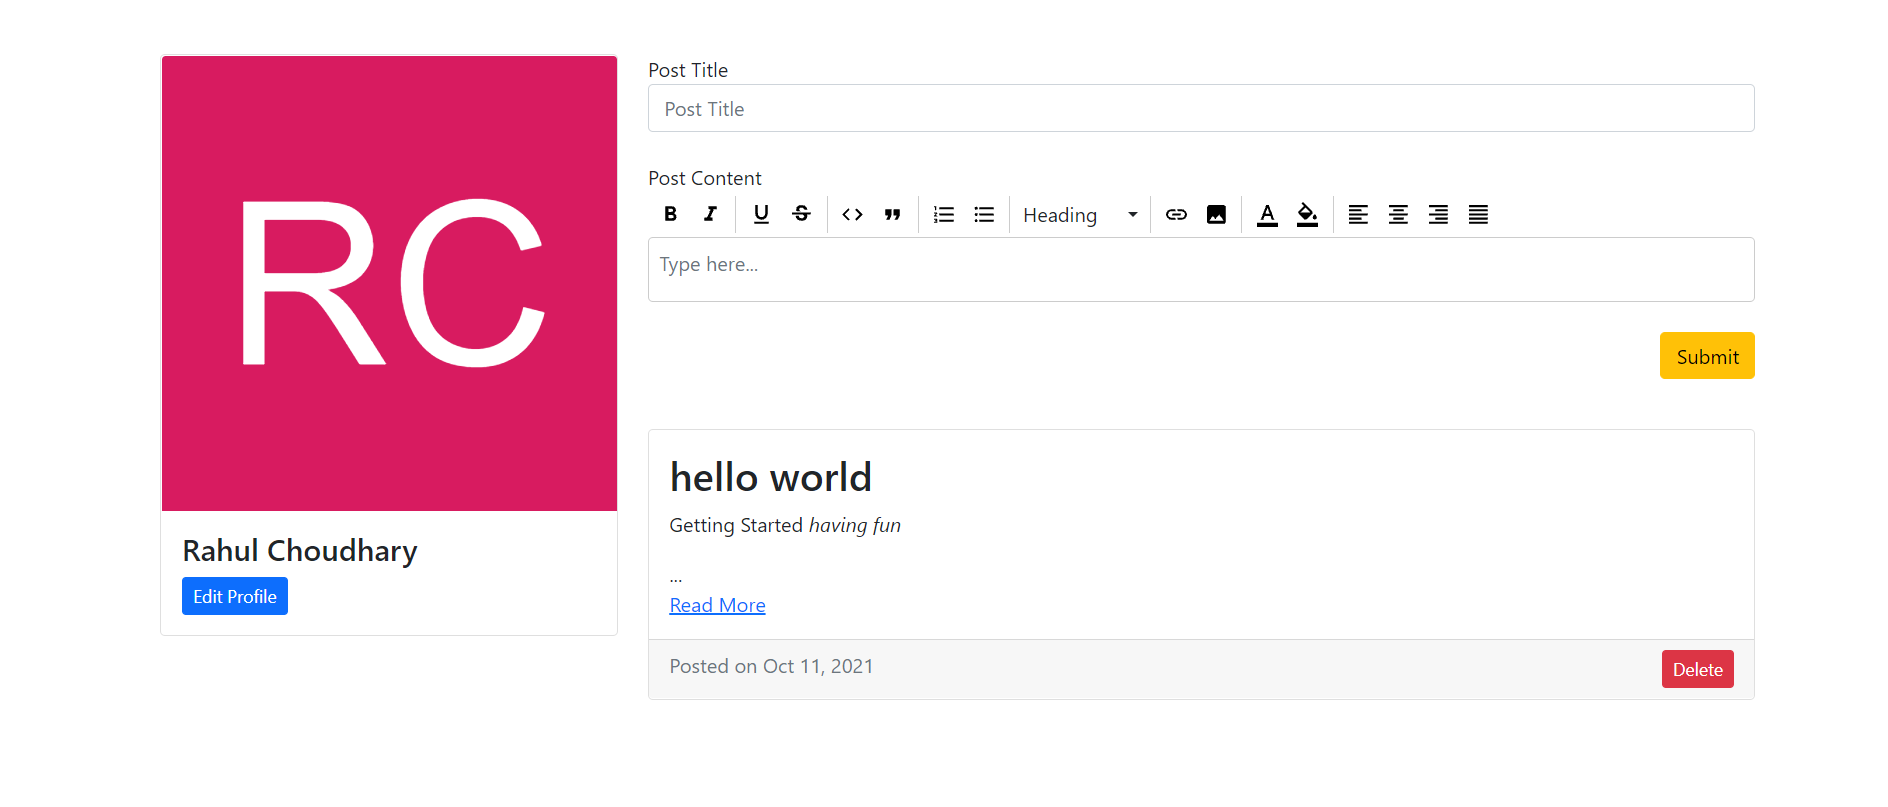 RC
Rahul Choudhary
Edit Profile
Post Title
Post Title
Post Content
Heading
Type here...
Submit
hello world
Getting Started having fun
...
Read More
Posted on Oct 11, 2021
Delete